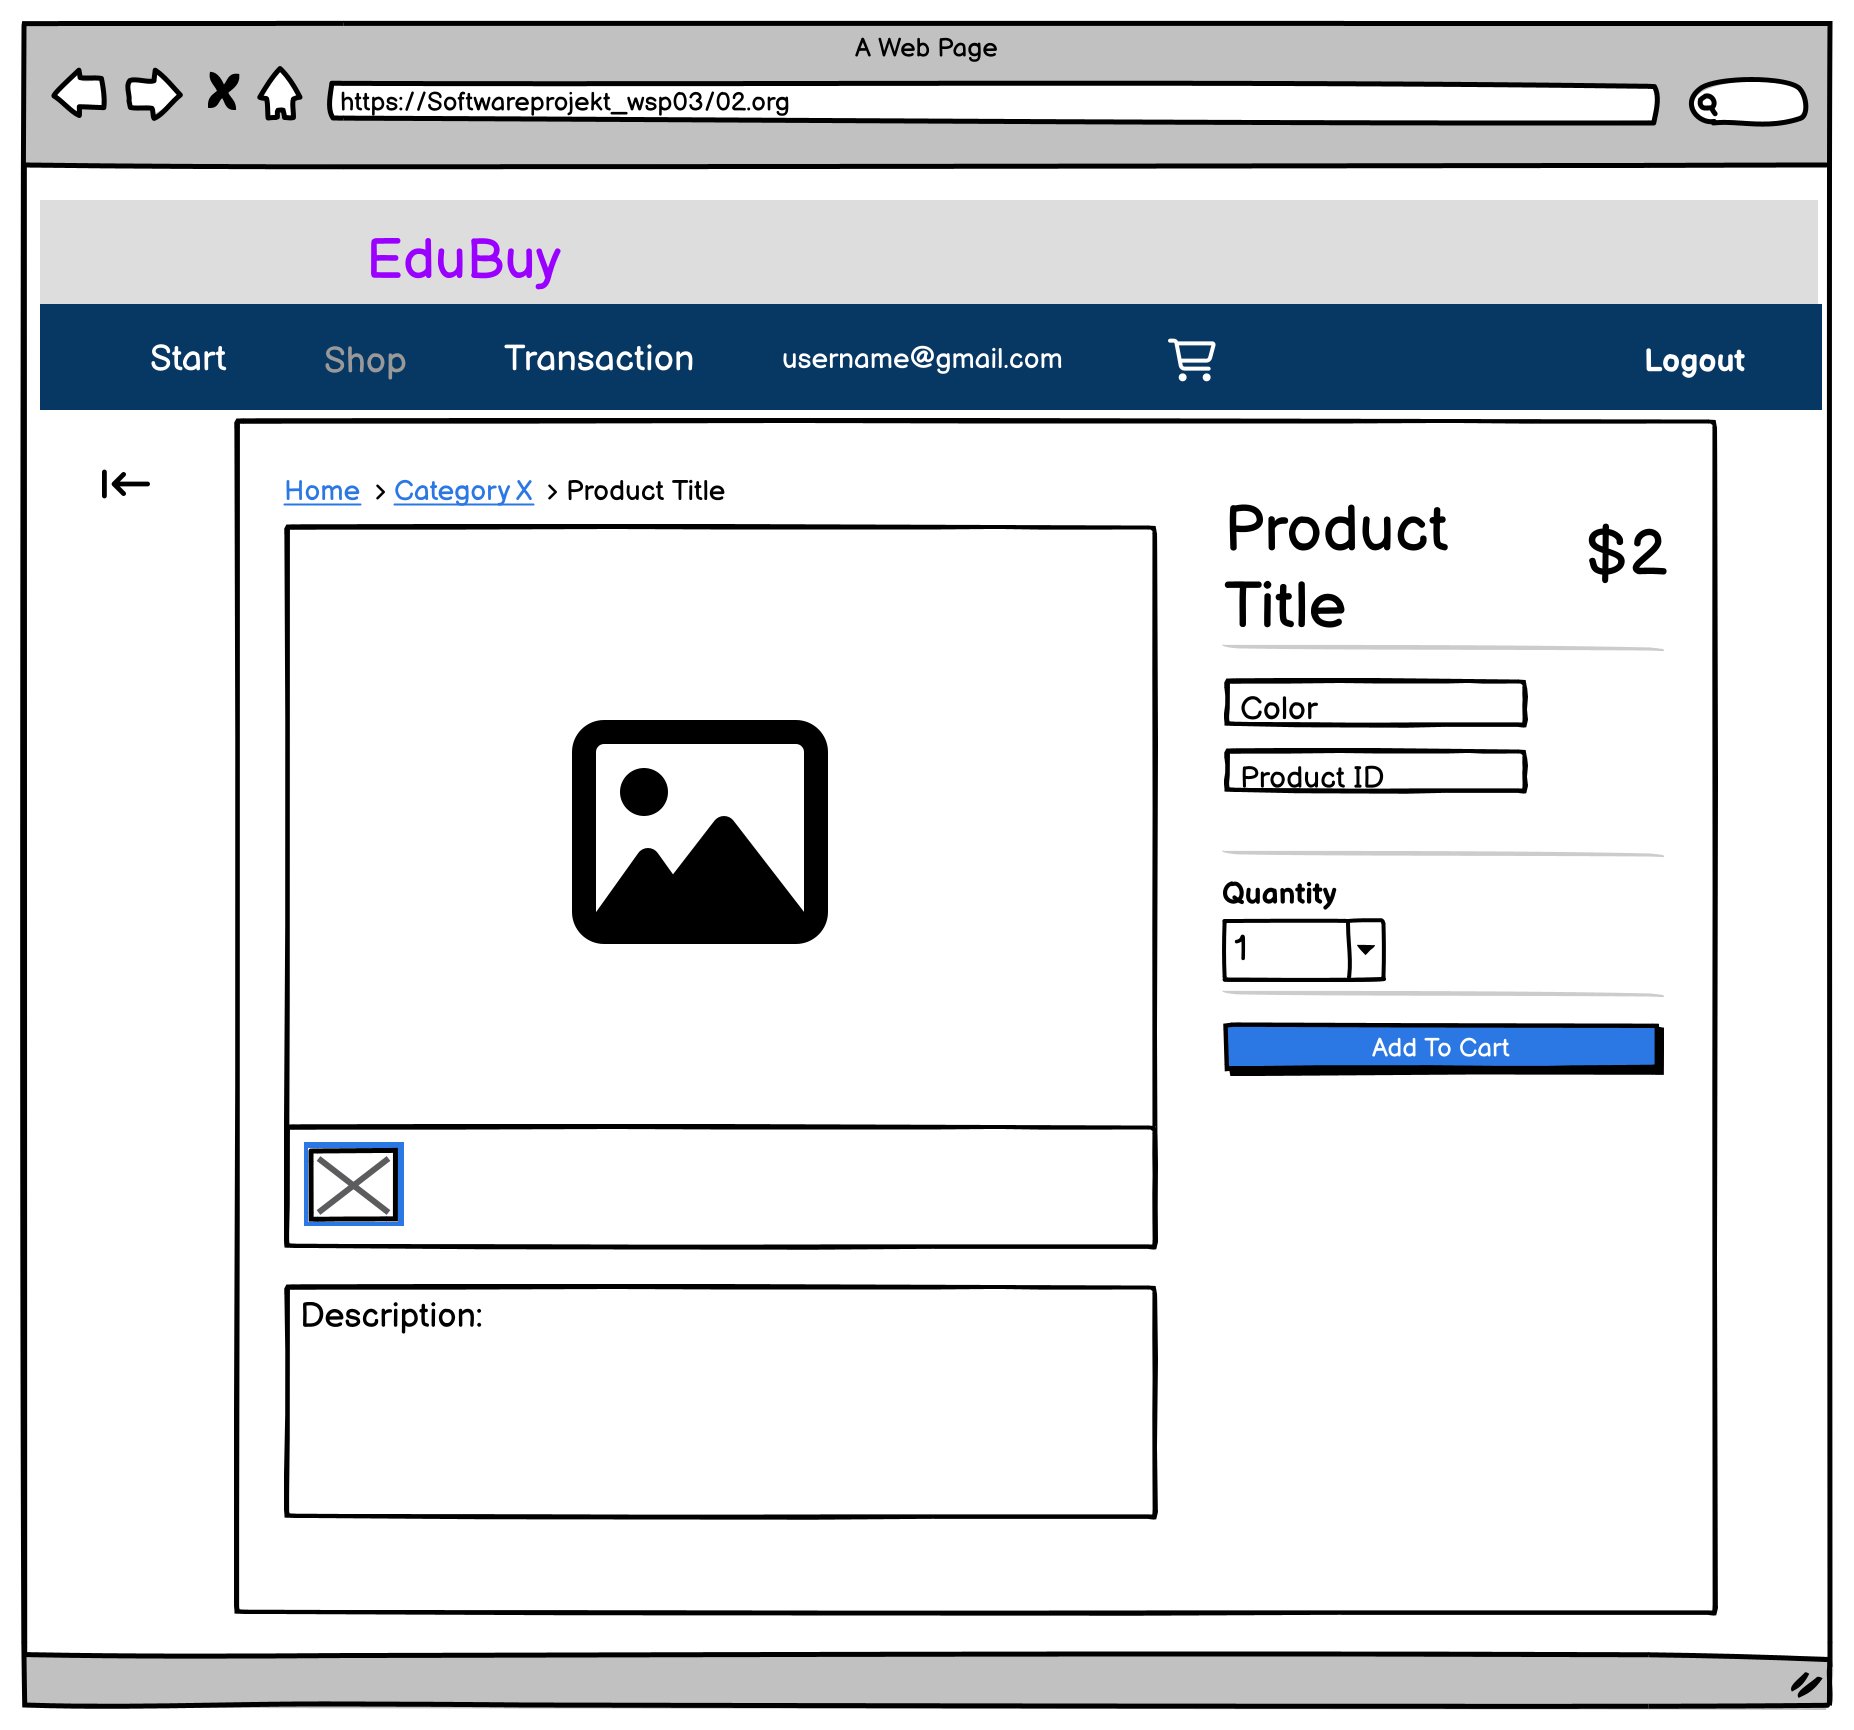 A Web Page
https://Softwareprojekt_wsp03/02.org
EduBuy
Start Shop Transaction username@gmail.com Logout
Home > Category X > Product Title
Product
Title
$2
Color
Product ID
Quantity
1
Add To Cart
Description: